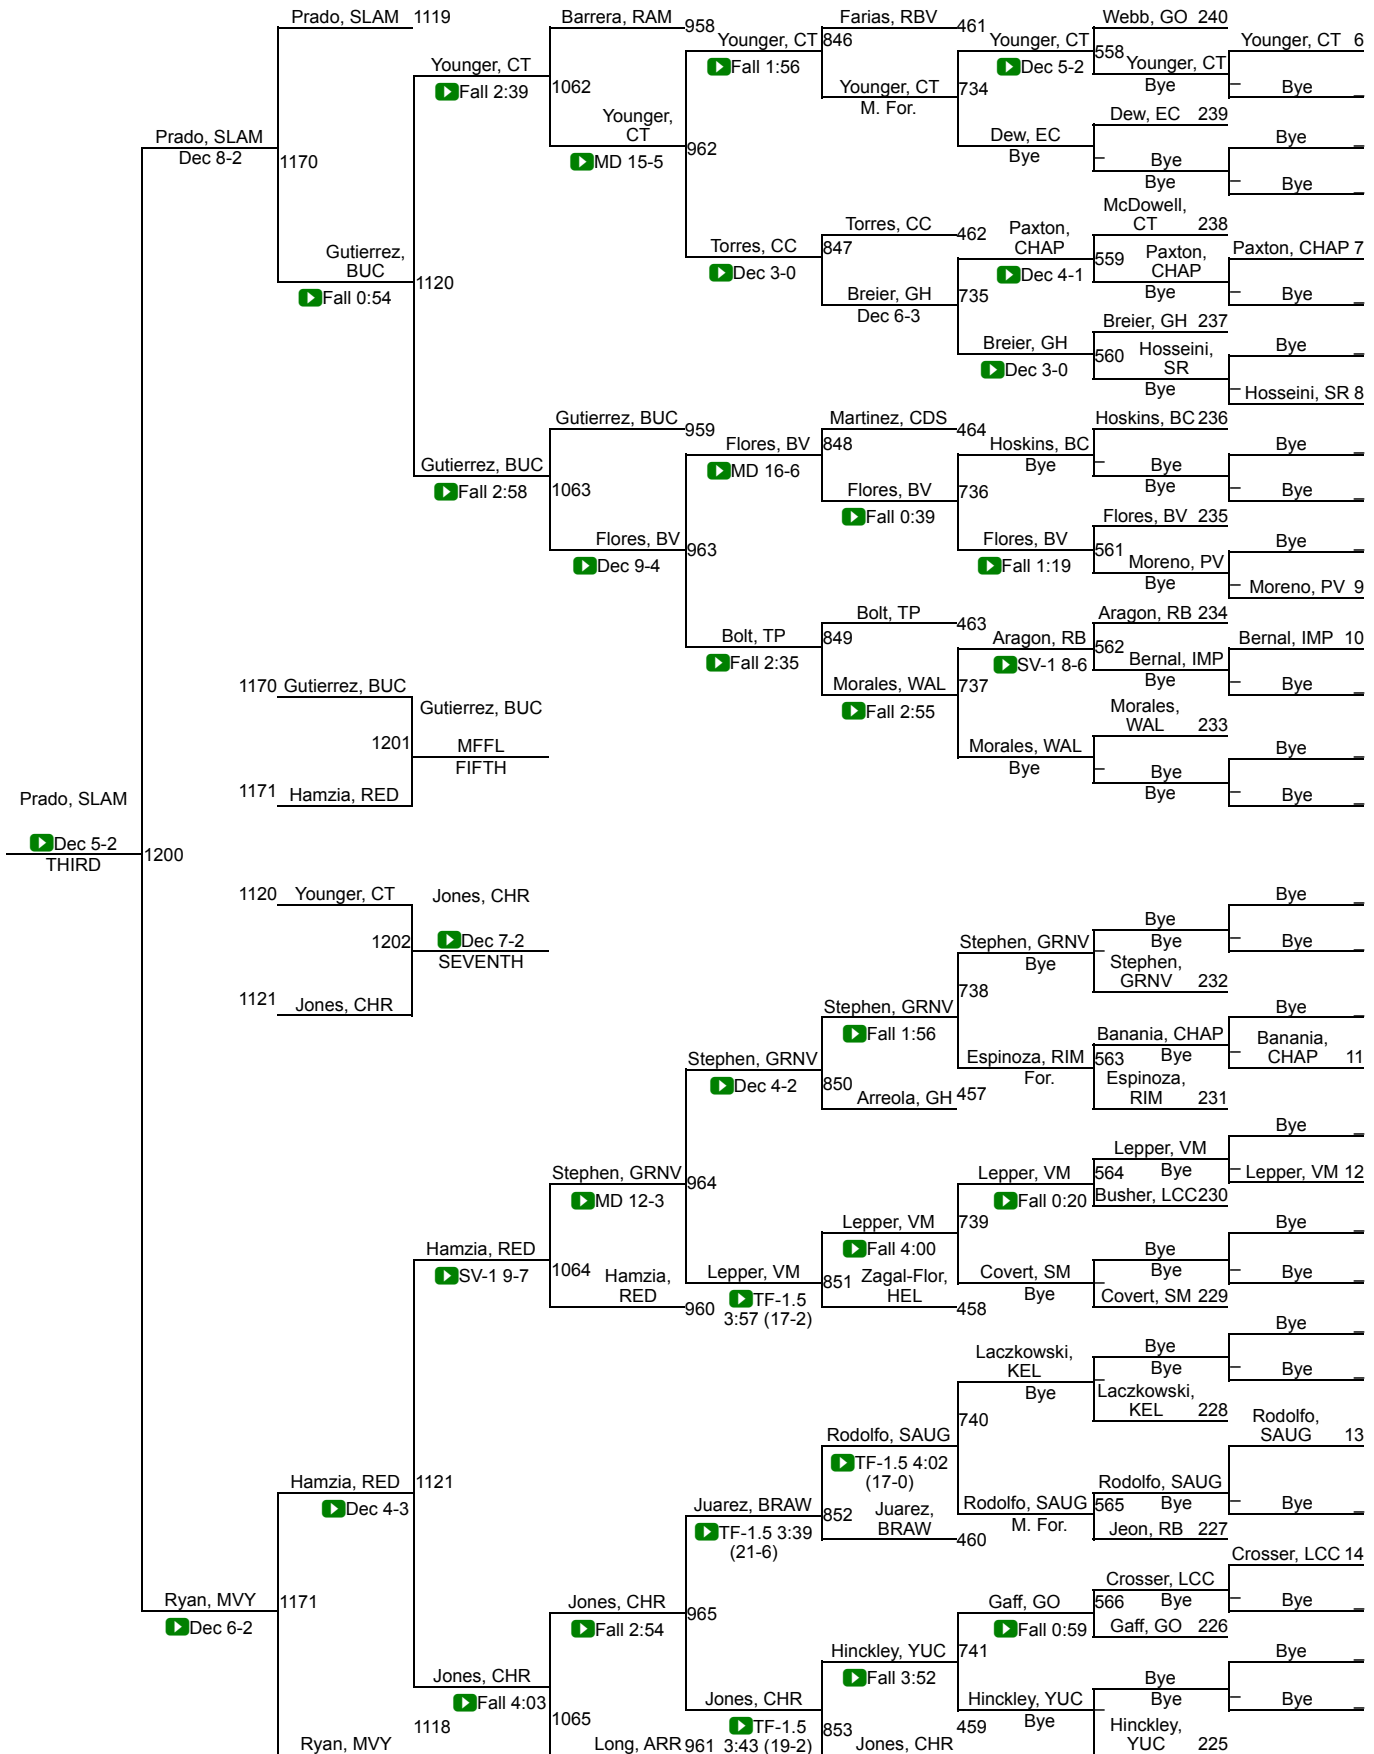 Prado, SLAM 1119
Barrera, RAM
958
Farias, RBV
461
Webb, GO 240
Younger, CT 6
Younger, CT
846
Younger, CT
558
Younger, CT
Fall 1:56
Dec 5-2
Bye
Bye
Younger, CT
Fall 2:39
1062
Younger, CT
M. For.
734
Dew, EC 239
Younger,
CT
MD 15-5
962
Dew, EC
Bye
Bye
Bye
Bye
Bye
Prado, SLAM
Dec 8-2
1170
McDowell,
CT 238
Torres, CC
462
Paxton,
CHAP
Dec 4-1
559
Paxton,
CHAP
Bye
Paxton, CHAP 7
Bye
Torres, CC
Dec 3-0
847
Gutierrez,
BUC
Fall 0:54
1120
Breier, GH
Dec 6-3
735
Breier, GH 237
Breier, GH
Dec 3-0
560
Hosseini,
SR
Bye
Bye
Hosseini, SR 8
Gutierrez, BUC
959
Martinez, CDS
464
Hoskins, BC 236
Flores, BV
MD 16-6
848
Hoskins, BC
Bye
Bye
Bye
Bye
Bye
Gutierrez, BUC
Fall 2:58
1063
Flores, BV
Fall 0:39
736
Flores, BV 235
Flores, BV
Dec 9-4
963
Flores, BV
Fall 1:19
561
Moreno, PV
Bye
Bye
Moreno, PV 9
Bolt, TP
463
Aragon, RB 234
Bolt, TP
Fall 2:35
849
Aragon, RB
SV-1 8-6
562
Bernal, IMP
Bye
Bernal, IMP 10
Bye
1170 Gutierrez, BUC
Gutierrez, BUC
Morales, WAL
Fall 2:55
737
Morales,
WAL 233
1201
MFFL
FIFTH
Morales, WAL
Bye
Bye
Bye
Bye
Bye
1171 Hamzia, RED
Prado, SLAM
Dec 5-2
THIRD
1200
1120 Younger, CT
Jones, CHR
1202
Dec 7-2
SEVENTH
1121 Jones, CHR
Bye
Bye
Bye
Bye
Stephen, GRNV
Bye
Stephen,
GRNV 232
738
Stephen, GRNV
Fall 1:56
Bye
Banania, CHAP
Banania,
CHAP 11
Espinoza, RIM
For.
563
Bye
Espinoza,
RIM 231
Stephen, GRNV
Dec 4-2
850
Arreola, GH
457
Bye
Lepper, VM
Lepper, VM 12
Stephen, GRNV
MD 12-3
964
Lepper, VM
Fall 0:20
564
Bye
Busher, LCC 230
Lepper, VM
Fall 4:00
739
Bye
Bye
Bye
Bye
Hamzia, RED
SV-1 9-7
1064
Hamzia,
RED
960
Lepper, VM
TF-1.5
3:57 (17-2)
851
Zagal-Flor,
HEL
458
Covert, SM
Bye
Covert, SM 229
Bye
Bye
Bye
Bye
Laczkowski,
KEL
Bye
Laczkowski,
KEL 228
740
Rodolfo, SAUG
TF-1.5 4:02
(17-0)
Rodolfo,
SAUG 13
Hamzia, RED
Dec 4-3
1121
Rodolfo, SAUG
Bye
Juarez, BRAW
TF-1.5 3:39
(21-6)
852
Juarez,
BRAW
460
Rodolfo, SAUG
M. For.
565
Bye
Jeon, RB 227
Crosser, LCC 14
Crosser, LCC
Bye
Ryan, MVY
Dec 6-2
1171
Jones, CHR
Fall 2:54
965
Gaff, GO
Fall 0:59
566
Bye
Gaff, GO 226
Hinckley, YUC
Fall 3:52
741
Bye
Bye
Bye
Bye
Jones, CHR
Fall 4:03
1118
Ryan, MVY
1065
Long, ARR 961
Jones, CHR
TF-1.5
3:43 (19-2)
853
Jones, CHR
459
Hinckley, YUC
Bye
Hinckley,
YUC 225